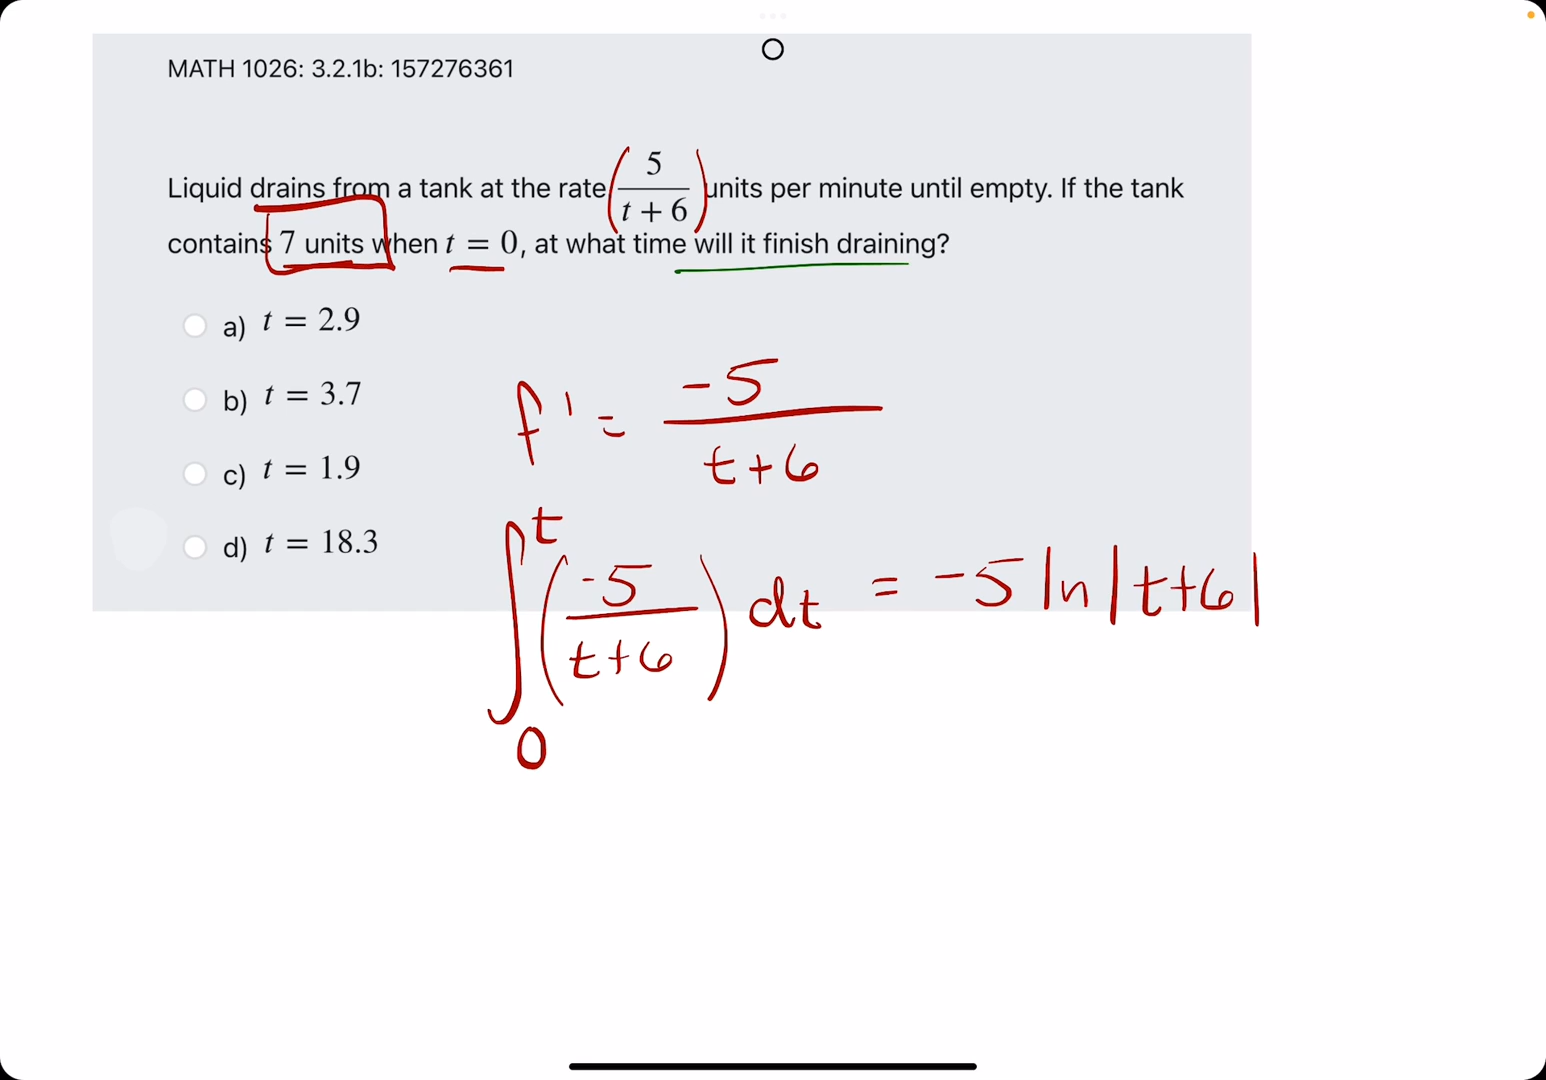 MATH 1026: 3.2.1b: 157276361
Liquid drains from a tank at the rate (5/(t + 6)) units per minute until empty. If the tank
contains 7 units when t = 0, at what time will it finish draining?
a) t = 2.9
b) t = 3.7
c) t = 1.9
d) t = 18.3
f' = -5/(t+6)
∫₀ᵗ (-5/(t+6)) dt = -5 ln|t+6|